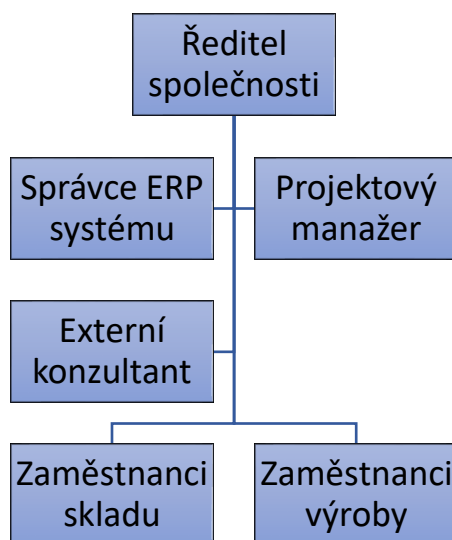 Ředitel
společnosti
Správce ERP
systému
Projektový
manažer
Externí
konzultant
Zaměstnanci
skladu
Zaměstnanci
výroby